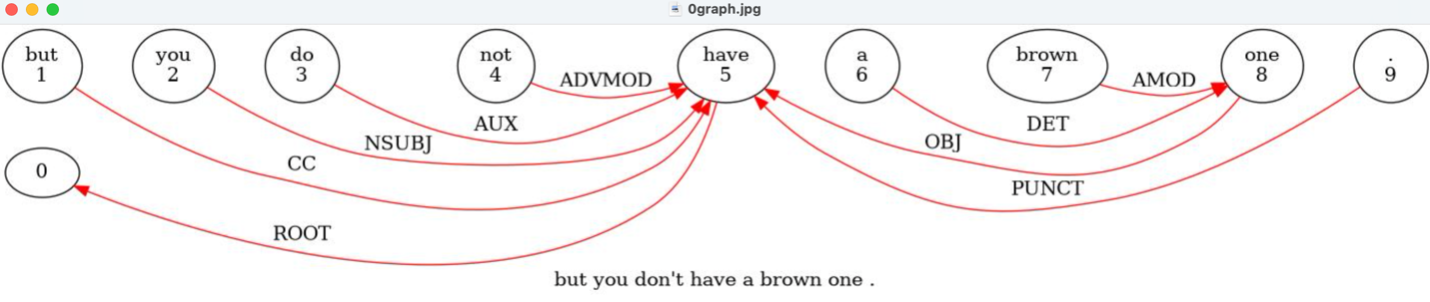 0graph.jpg
but you do not have a brown one .
1 2 3 4 5 6 7 8 9
ADVMOD AMOD
AUX DET
NSUBJ OBJ
CC
0 PUNCT
ROOT
but you don't have a brown one .